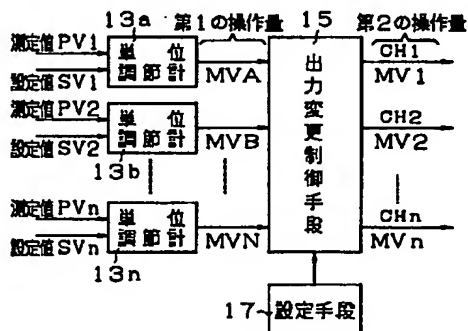 13a 第1の操作量 15 第2の操作量
測定値PV1
設定値SV1
単位
調節計
MVA
CH1
MV1
測定値PV2
設定値SV2
単位
調節計
13b
MVB
CH2
MV2
測定値PVn
設定値SVn
単位
調節計
13n
MVN
CHn
MVn
出力変更制御手段
17 設定手段